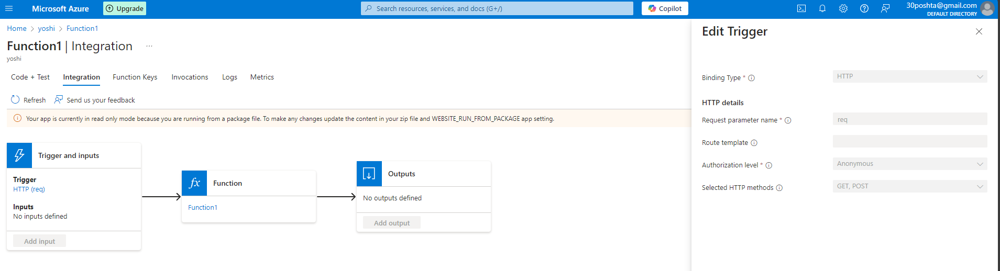 Microsoft Azure
Upgrade
Search resources, services, and docs (G+/)
Copilot
30poshta@gmail.com
DEFAULT DIRECTORY
Home > yoshi > Function1
Function1 | Integration ...
yoshi
Code + Test Integration Function Keys Invocations Logs Metrics
Refresh Send us your feedback
Your app is currently in read only mode because you are running from a package file. To make any changes update the content in your zip file and WEBSITE_RUN_FROM_PACKAGE app setting.
Trigger and inputs
Trigger
HTTP (req)
Inputs
No inputs defined
Add input
fx Function
Function1
Outputs
No outputs defined
Add output
Edit Trigger
Binding Type * HTTP
HTTP details
Request parameter name * req
Route template
Authorization level * Anonymous
Selected HTTP methods GET, POST